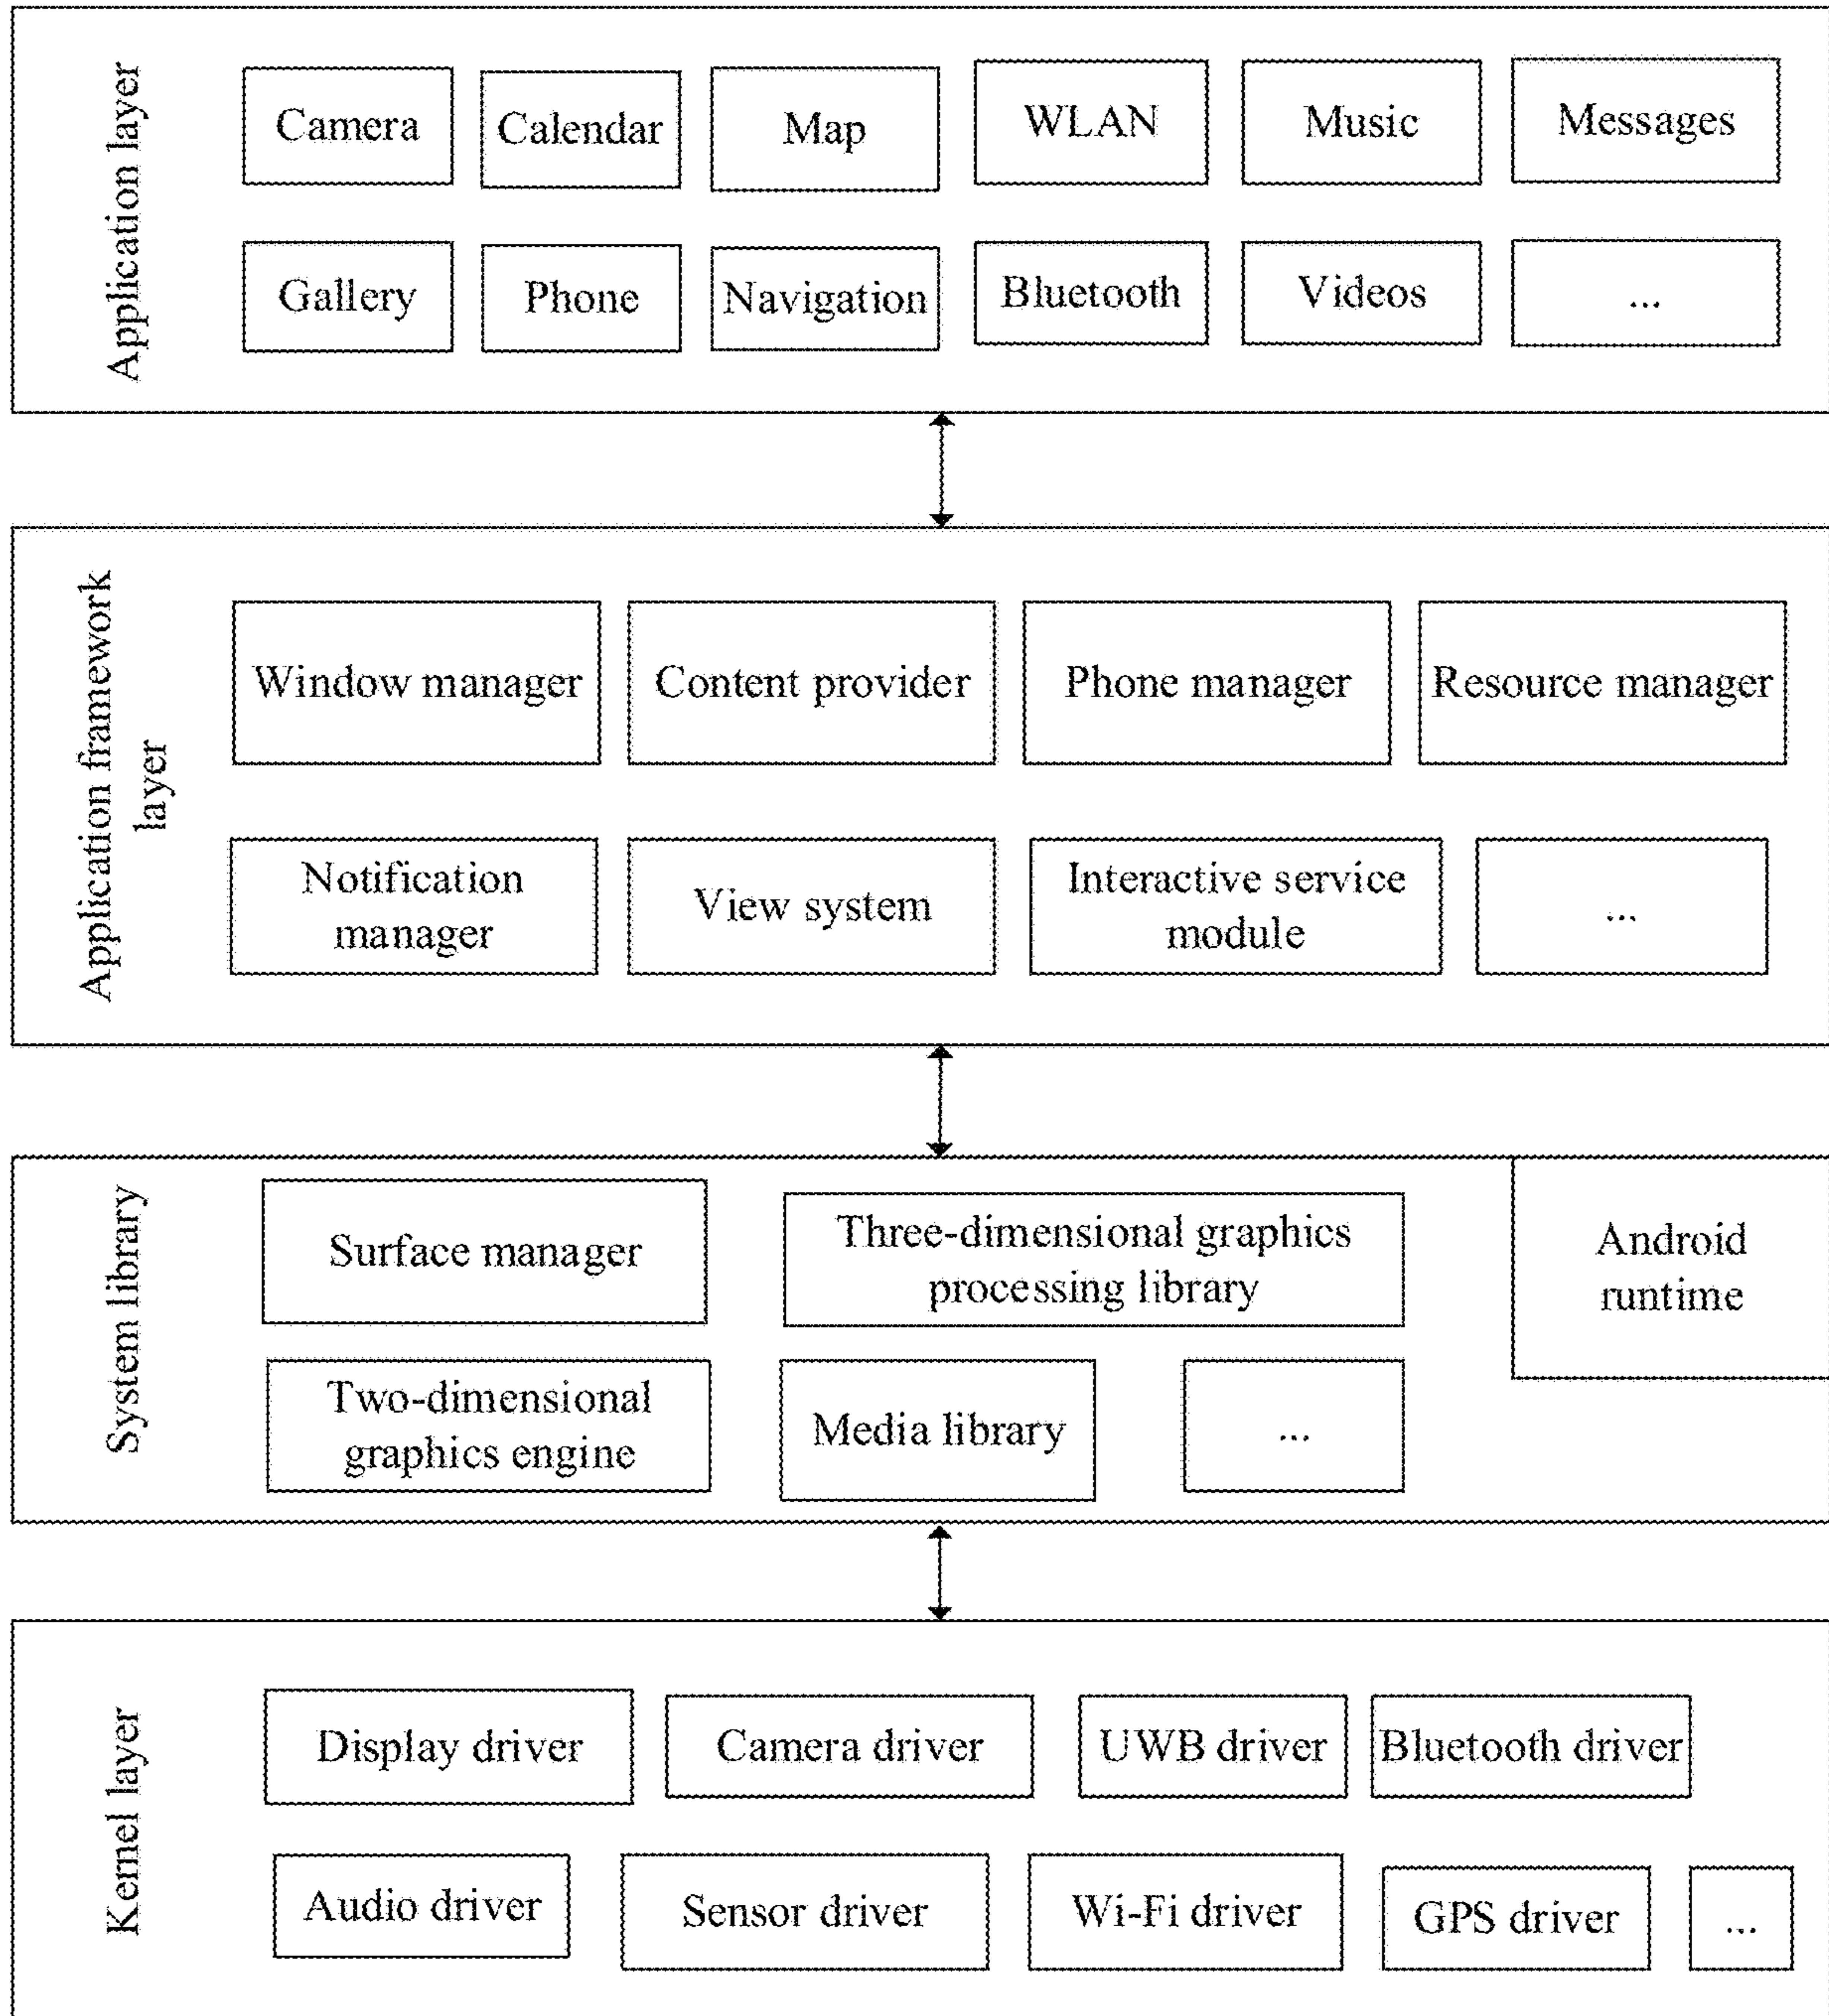 Application layer
Camera
Calendar
Map
WLAN
Music
Messages
Gallery
Phone
Navigation
Bluetooth
Videos
...
Application framework
layer
Window manager
Content provider
Phone manager
Resource manager
Notification
manager
View system
Interactive service
module
...
System library
Surface manager
Three-dimensional graphics
processing library
Android
runtime
Two-dimensional
graphics engine
Media library
...
Kernel layer
Display driver
Camera driver
UWB driver
Bluetooth driver
Audio driver
Sensor driver
Wi-Fi driver
GPS driver
...